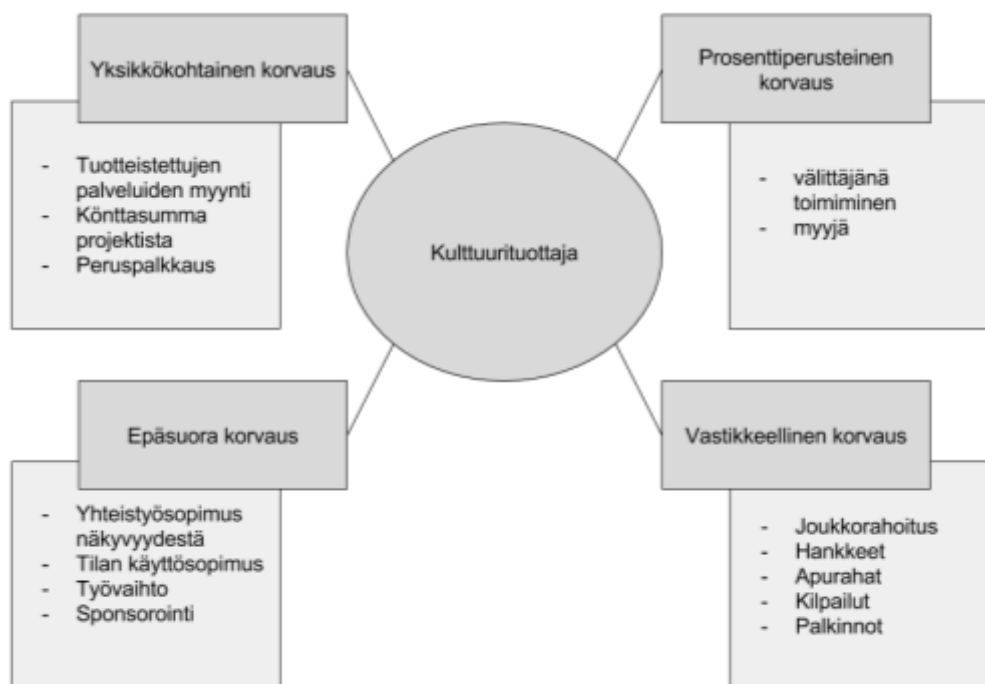 Yksikkökohtainen korvaus
- Tuotteistettujen
palveluiden myynti
- Könttasumma
projektista
- Peruspalkkaus
Prosenttiperusteinen
korvaus
- välittäjänä
toimiminen
- myyjä
Kulttuurituottaja
Epäsuora korvaus
- Yhteistyösopimus
näkyvyydestä
- Tilan käyttösopimus
- Työvaihto
- Sponsorointi
Vastikkeellinen korvaus
- Joukkorahoitus
- Hankkeet
- Apurahat
- Kilpailut
- Palkinnot